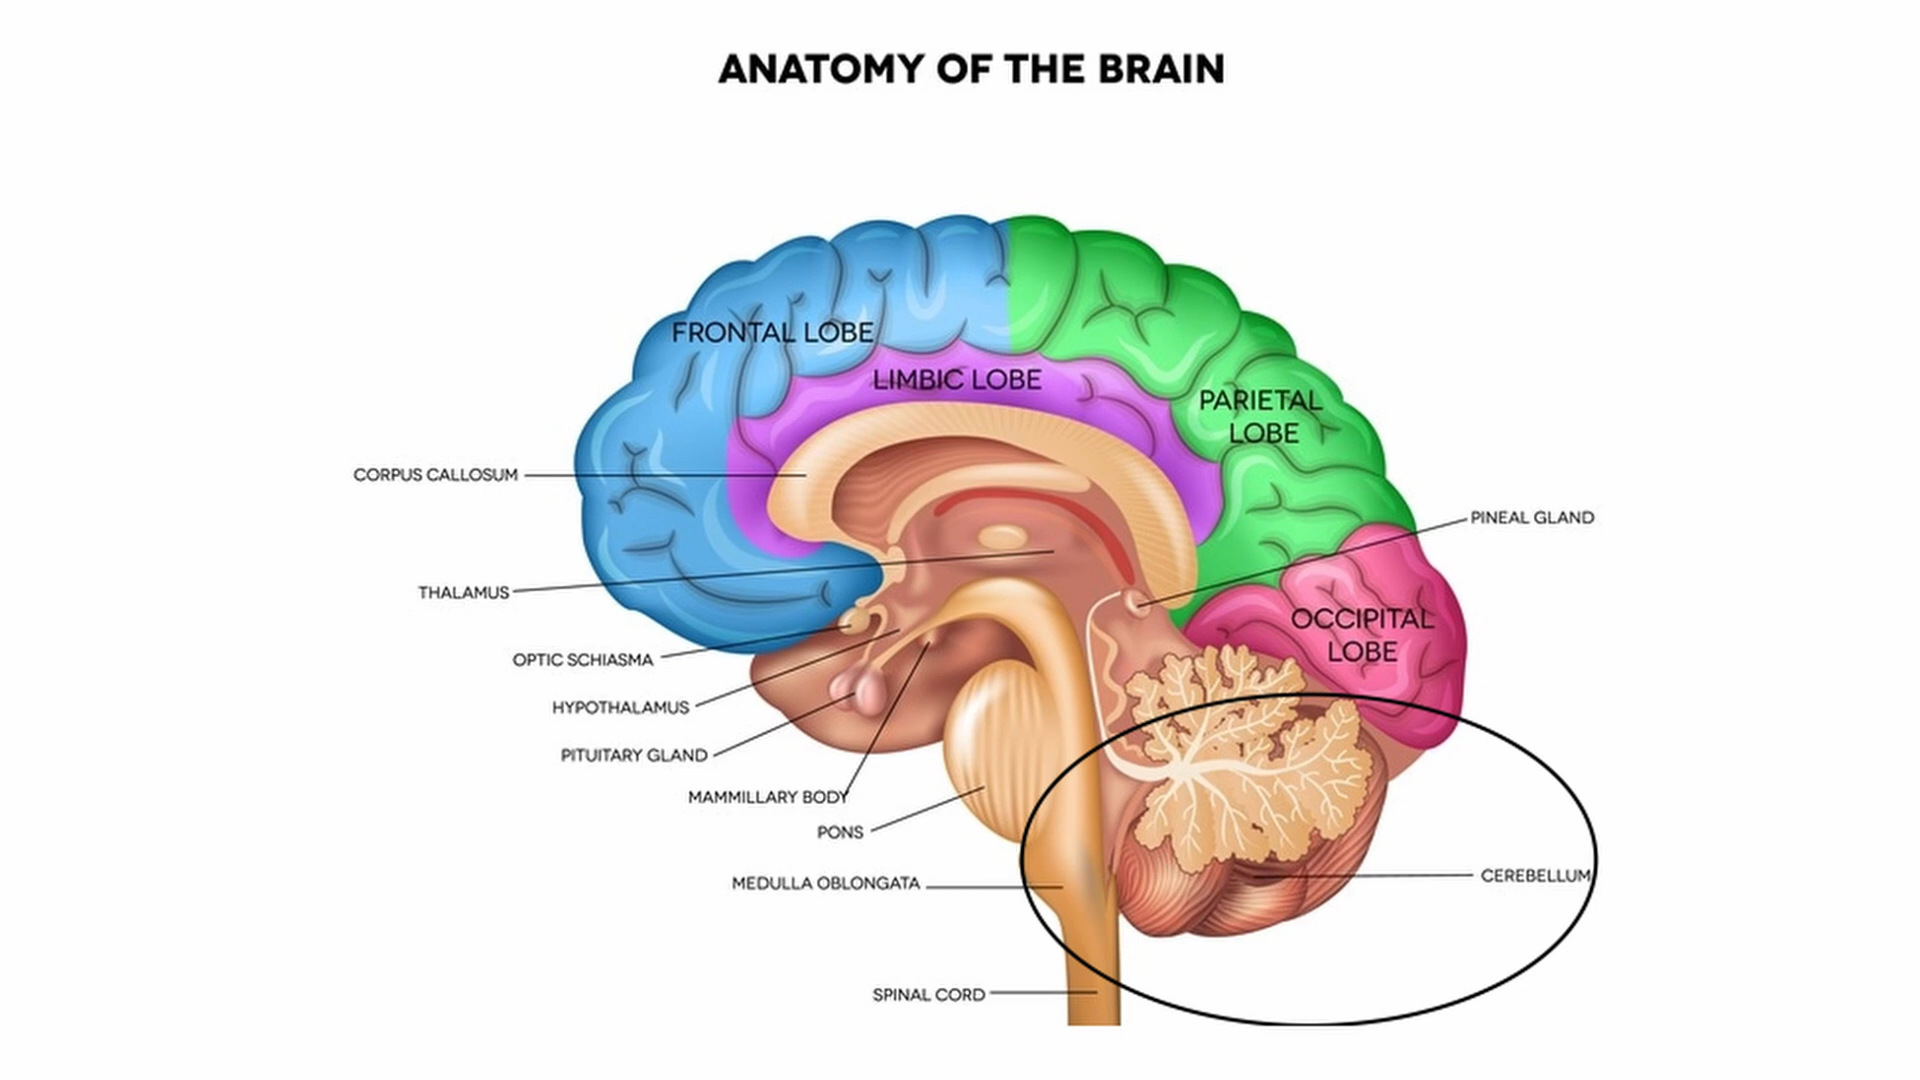 ANATOMY OF THE BRAIN
FRONTAL LOBE
LIMBIC LOBE
PARIETAL
LOBE
CORPUS CALLOSUM
PINEAL GLAND
THALAMUS
OCCIPITAL
LOBE
OPTIC SCHIASMA
HYPOTHALAMUS
PITUITARY GLAND
MAMMILLARY BODY
PONS
MEDULLA OBLONGATA
CEREBELLUM
SPINAL CORD